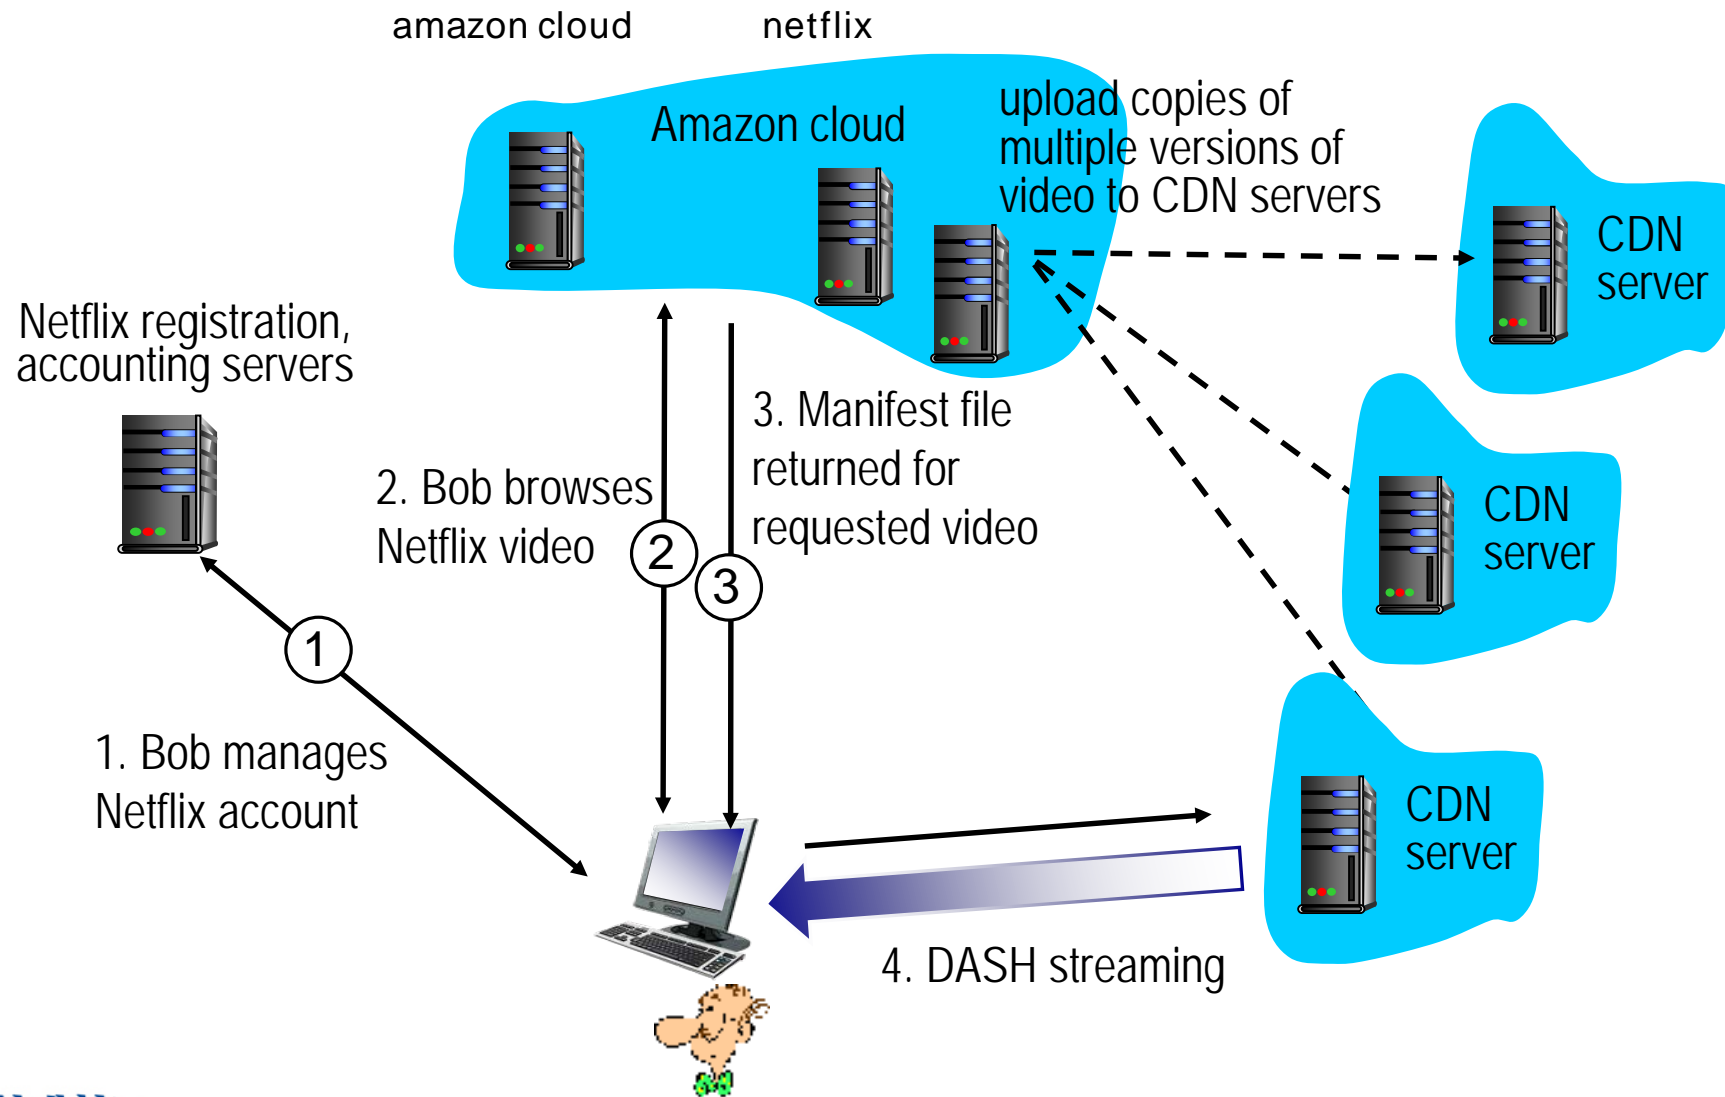 amazon cloud
netflix
Amazon cloud
upload copies of
multiple versions of
video to CDN servers
CDN
server
Netflix registration,
accounting servers
3. Manifest file
returned for
requested video
2. Bob browses
Netflix video
CDN
server
2
3
1
1. Bob manages
Netflix account
CDN
server
4. DASH streaming